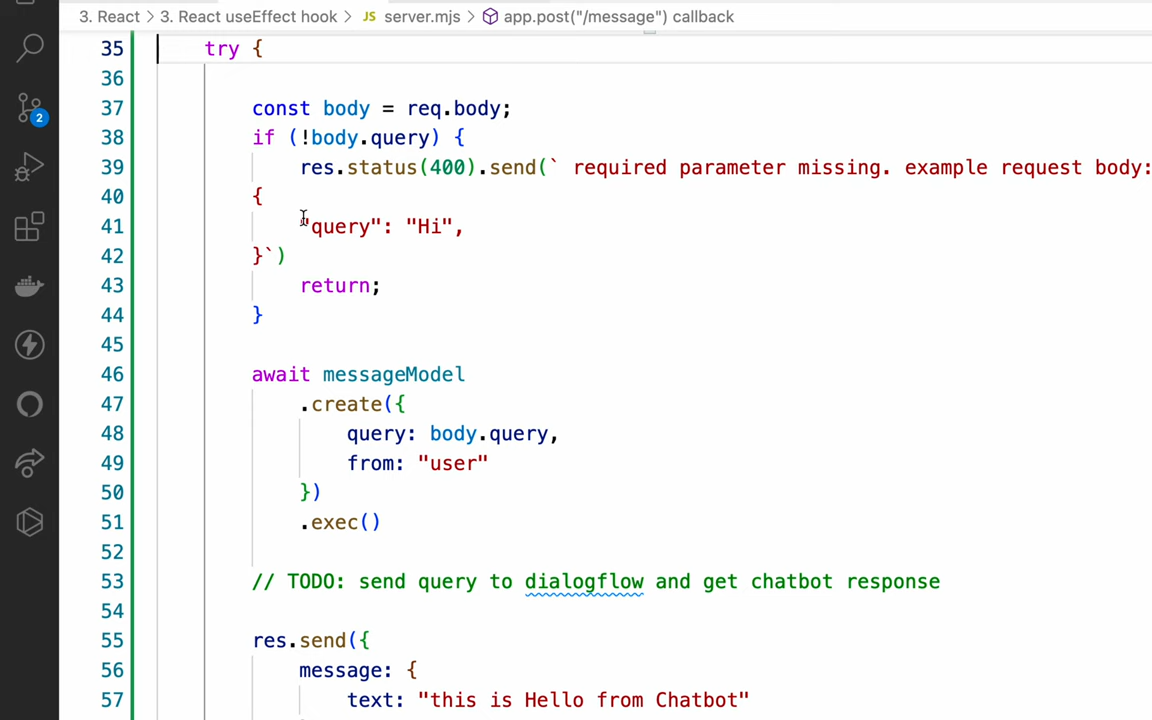 3. React > 3. React useEffect hook > JS server.mjs > app.post("/message") callback
35 try {
36
37 const body = req.body;
38 if (!body.query) {
39 res.status(400).send(` required parameter missing. example request body:
40 {
41 "query": "Hi",
42 }`)
43 return;
44 }
45
46 await messageModel
47 .create({
48 query: body.query,
49 from: "user"
50 })
51 .exec()
52
53 // TODO: send query to dialogflow and get chatbot response
54
55 res.send({
56 message: {
57 text: "this is Hello from Chatbot"
2